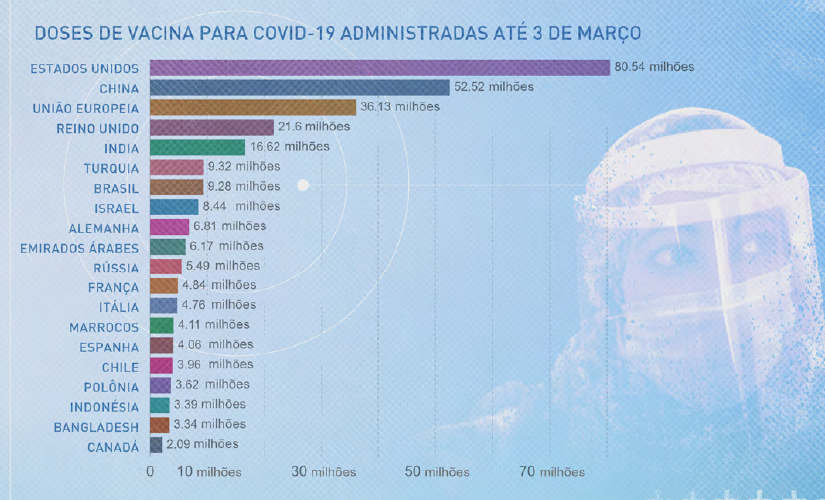 DOSES DE VACINA PARA COVID-19 ADMINISTRADAS ATÉ 3 DE MARÇO
ESTADOS UNIDOS 80.54 milhões
CHINA 52.52 milhões
UNIÃO EUROPEIA 36.13 milhões
REINO UNIDO 21.6 milhões
INDIA 16.62 milhões
TURQUIA 9.32 milhões
BRASIL 9.28 milhões
ISRAEL 8.44 milhões
ALEMANHA 6.81 milhões
EMIRADOS ÁRABES 6.17 milhões
RÚSSIA 5.49 milhões
FRANÇA 4.84 milhões
ITÁLIA 4.76 milhões
MARROCOS 4.11 milhões
ESPANHA 4.06 milhões
CHILE 3.96 milhões
POLÔNIA 3.62 milhões
INDONÉSIA 3.39 milhões
BANGLADESH 3.34 milhões
CANADÁ 2.09 milhões
0 10 milhões 30 milhões 50 milhões 70 milhões